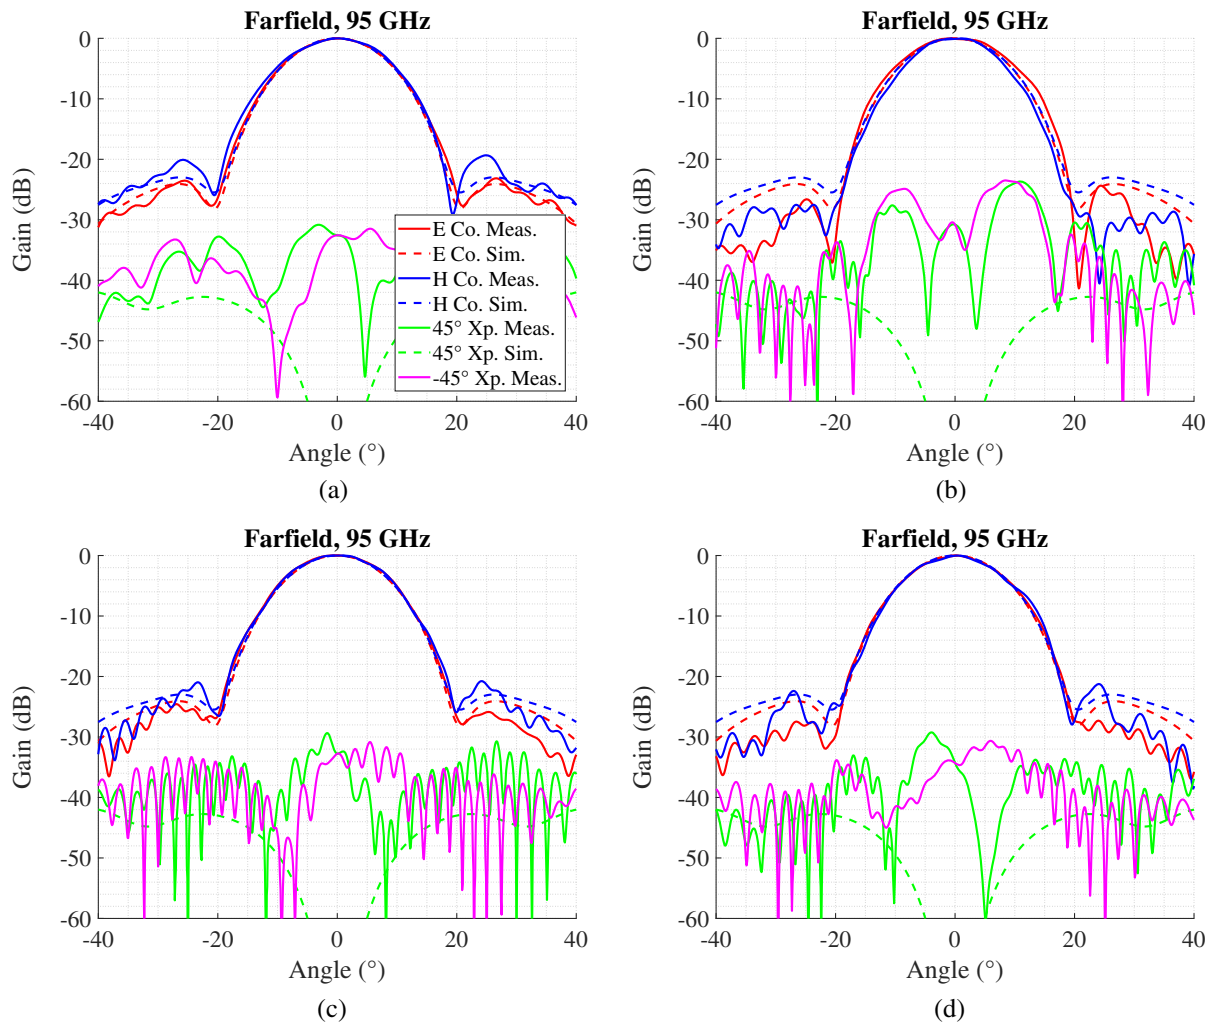 Farfield, 95 GHz
0
-10
-20
-30
-40
-50
-60
Gain (dB)
-40
-20
0
20
40
Angle (°)
E Co. Meas.
E Co. Sim.
H Co. Meas.
H Co. Sim.
45° Xp. Meas.
45° Xp. Sim.
-45° Xp. Meas.
(a)
Farfield, 95 GHz
0
-10
-20
-30
-40
-50
-60
Gain (dB)
-40
-20
0
20
40
Angle (°)
(b)
Farfield, 95 GHz
0
-10
-20
-30
-40
-50
-60
Gain (dB)
-40
-20
0
20
40
Angle (°)
(c)
Farfield, 95 GHz
0
-10
-20
-30
-40
-50
-60
Gain (dB)
-40
-20
0
20
40
Angle (°)
(d)